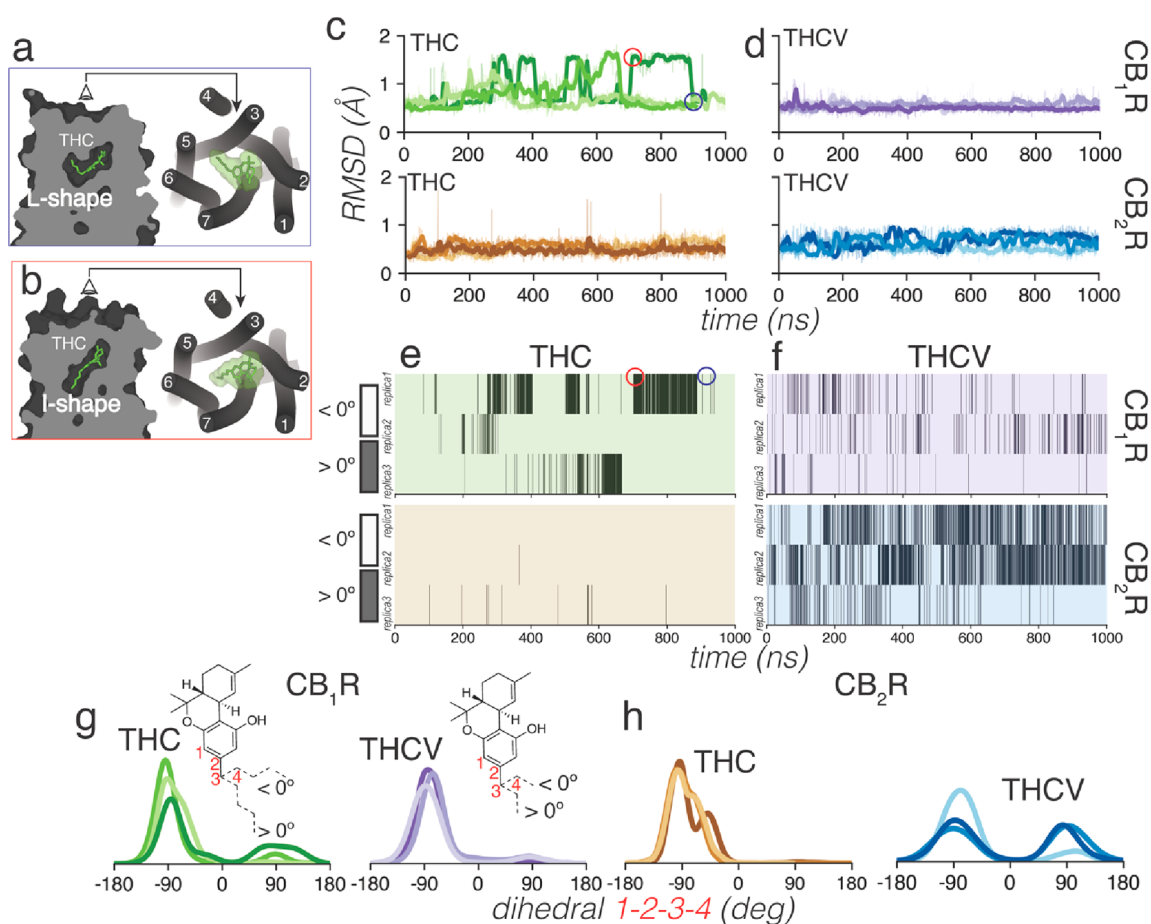 a
THC
L-shape
4
3
5
6
2
7
1
b
THC
I-shape
4
3
5
6
2
7
1
c
THC
2
1
0
0 200 400 600 800 1000
THC
2
1
0
0 200 400 600 800 1000
RMSD (Å)
d
THCV
2
1
0
0 200 400 600 800 1000
THCV
2
1
0
0 200 400 600 800 1000
time (ns)
CB1R
CB2R
e
THC
< 0º
> 0º
replica1
replica2
replica3
< 0º
> 0º
replica1
replica2
replica3
0 200 400 600 800 1000
f
THCV
replica1
replica2
replica3
replica1
replica2
replica3
0 200 400 600 800 1000
time (ns)
CB1R
CB2R
g
CB1R
THC
H
H
O
OH
1
2
3
4
< 0º
> 0º
-180 -90 0 90 180
THCV
H
H
O
OH
1
2
3
4
< 0º
> 0º
-180 -90 0 90 180
h
CB2R
THC
-180 -90 0 90 180
THCV
-180 -90 0 90 180
dihedral 1-2-3-4 (deg)